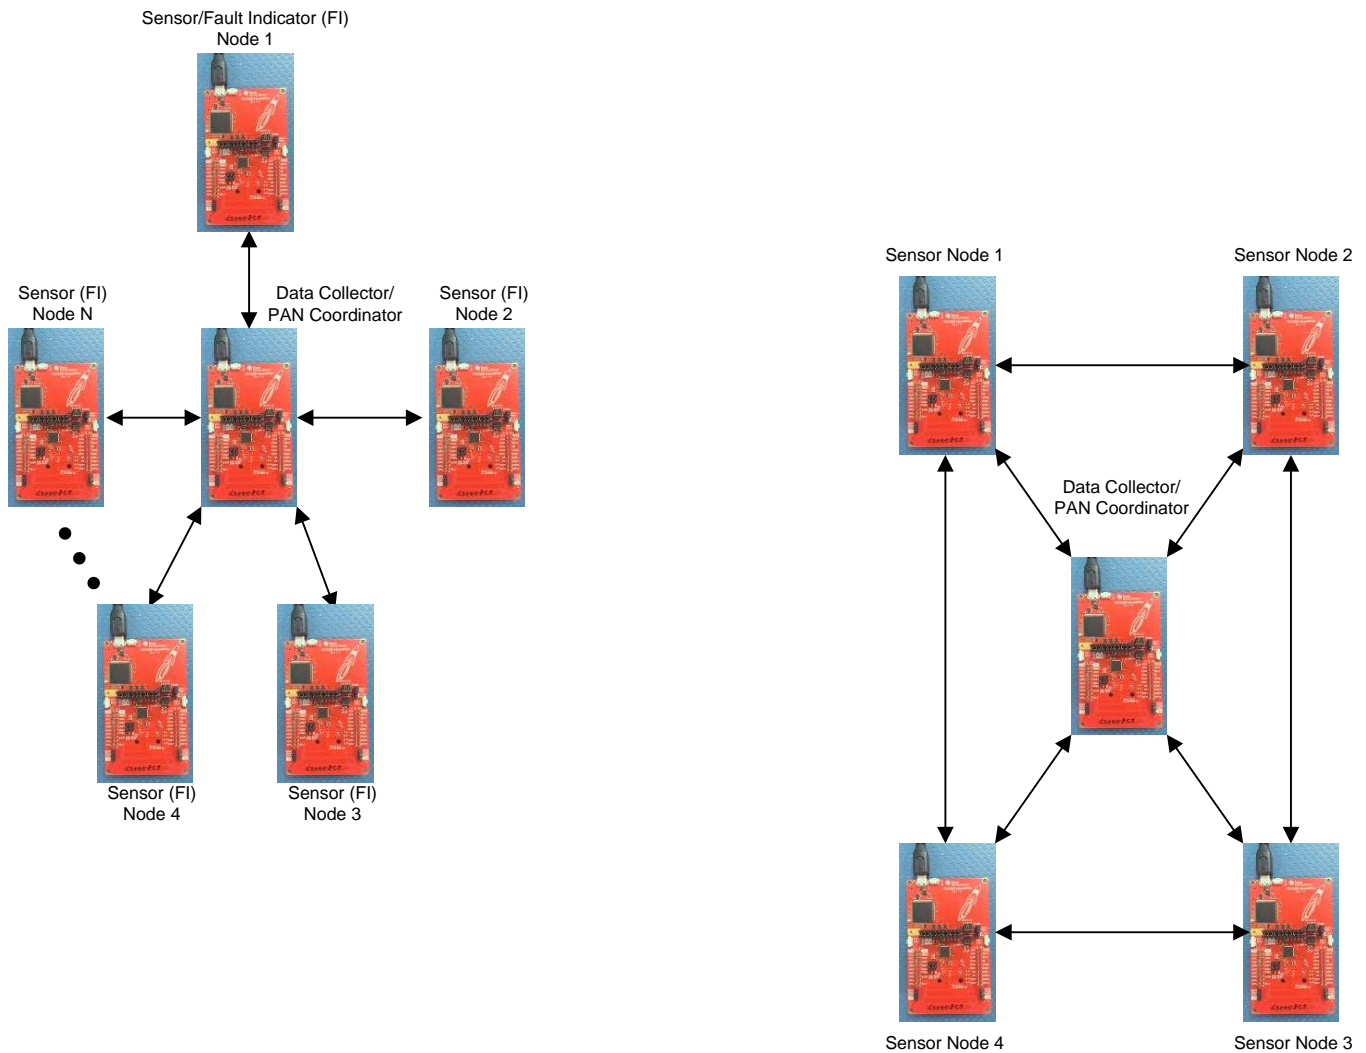 Sensor/Fault Indicator (FI)
Node 1
Sensor (FI)
Node N
Data Collector/
PAN Coordinator
Sensor (FI)
Node 2
Sensor (FI)
Node 4
Sensor (FI)
Node 3
Sensor Node 1
Sensor Node 2
Data Collector/
PAN Coordinator
Sensor Node 4
Sensor Node 3